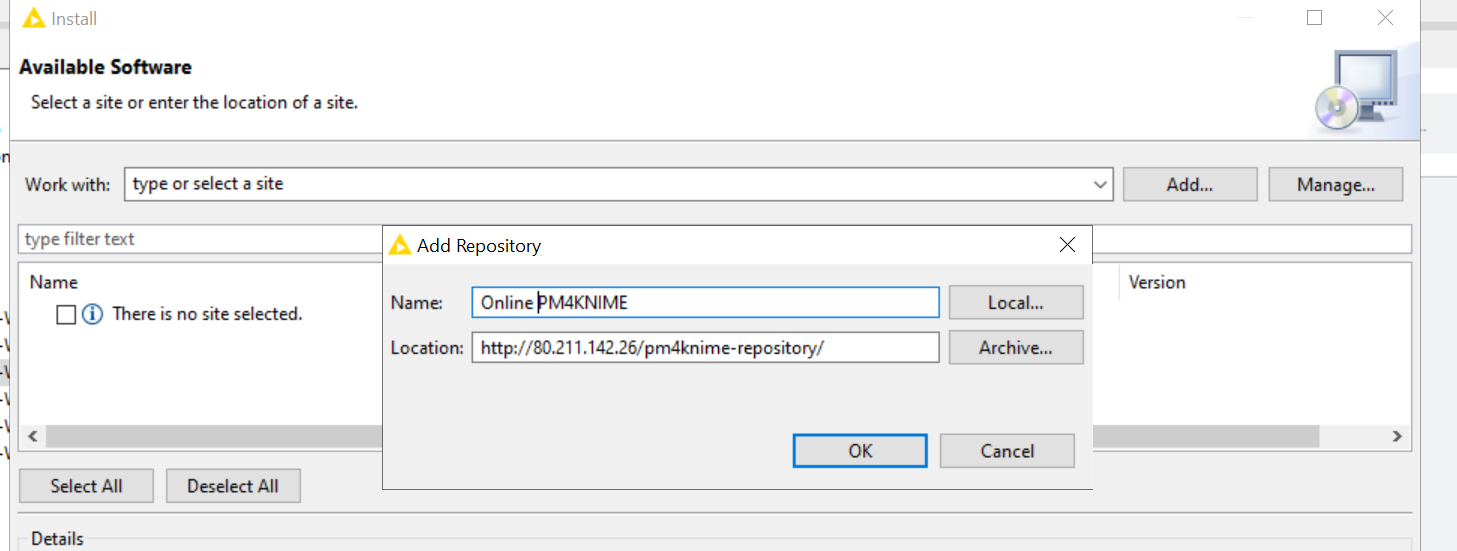 Install
Available Software
Select a site or enter the location of a site.
Work with: type or select a site Add... Manage...
type filter text
Add Repository
Name Version
There is no site selected.
Name: Online PM4KNIME Local...
Location: http://80.211.142.26/pm4knime-repository/ Archive...
OK Cancel
Select All Deselect All
Details